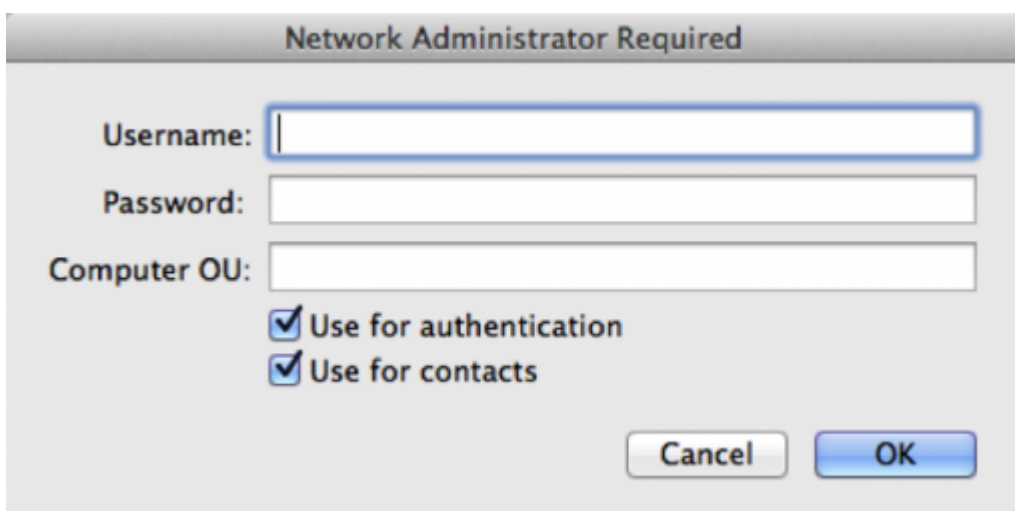 Network Administrator Required
Username:
Password:
Computer OU:
Use for authentication
Use for contacts
Cancel OK